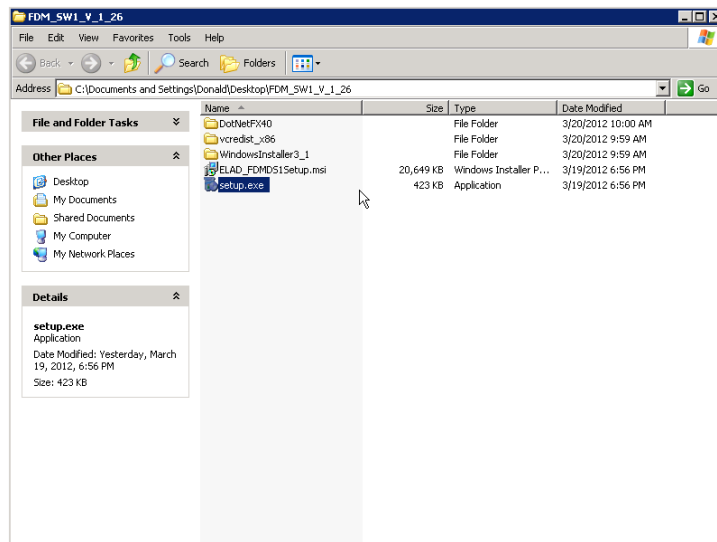 FDM_SW1_V_1_26
File Edit View Favorites Tools Help
Back Search Folders
Address C:\Documents and Settings\Donald\Desktop\FDM_SW1_V_1_26 Go
File and Folder Tasks
Other Places
Desktop
My Documents
Shared Documents
My Computer
My Network Places
Details
setup.exe
Application
Date Modified: Yesterday, March
19, 2012, 6:56 PM
Size: 423 KB
Name Size Type Date Modified
DotNetFX40 File Folder 3/20/2012 10:00 AM
vcredist_x86 File Folder 3/20/2012 9:59 AM
WindowsInstaller3_1 File Folder 3/20/2012 9:59 AM
ELAD_FDMDS1Setup.msi 20,649 KB Windows Installer P... 3/19/2012 6:56 PM
setup.exe 423 KB Application 3/19/2012 6:56 PM